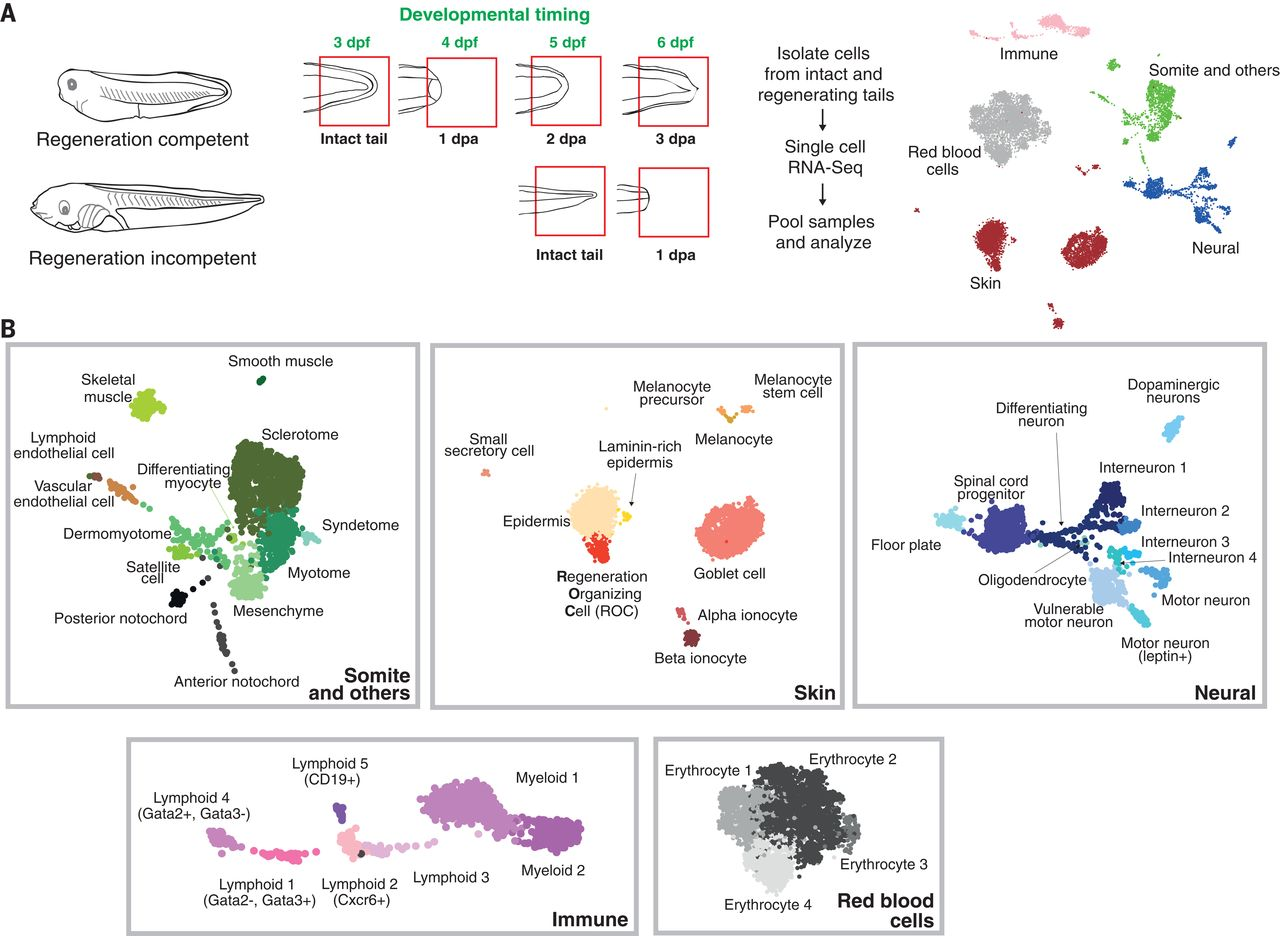 A
Developmental timing
3 dpf
4 dpf
5 dpf
6 dpf
Regeneration competent
Intact tail
1 dpa
2 dpa
3 dpa
Regeneration incompetent
Intact tail
1 dpa
Isolate cells
from intact and
regenerating tails
Single cell
RNA-Seq
Pool samples
and analyze
Immune
Somite and others
Red blood
cells
Neural
Skin
B
Smooth muscle
Skeletal
muscle
Sclerotome
Lymphoid
endothelial cell
Differentiating
myocyte
Vascular
endothelial cell
Dermomyotome
Syndetome
Satellite
cell
Myotome
Posterior notochord
Mesenchyme
Anterior notochord
Somite
and others
Melanocyte
precursor
Melanocyte
stem cell
Melanocyte
Small
secretory cell
Laminin-rich
epidermis
Epidermis
Regeneration
Organizing
Cell (ROC)
Goblet cell
Alpha ionocyte
Beta ionocyte
Skin
Dopaminergic
neurons
Differentiating
neuron
Interneuron 1
Spinal cord
progenitor
Interneuron 2
Floor plate
Interneuron 3
Interneuron 4
Oligodendrocyte
Motor neuron
Vulnerable
motor neuron
Motor neuron
(leptin+)
Neural
Lymphoid 5
(CD19+)
Myeloid 1
Lymphoid 4
(Gata2+, Gata3-)
Lymphoid 1
(Gata2-, Gata3+)
Lymphoid 2
(Cxcr6+)
Lymphoid 3
Myeloid 2
Immune
Erythrocyte 1
Erythrocyte 2
Erythrocyte 3
Erythrocyte 4
Red blood
cells